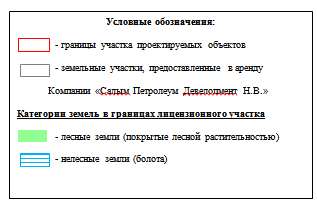 Условные обозначения:
- границы участка проектируемых объектов
- земельные участки, предоставленные в аренду
Компании «Салым Петролеум Девелопмент Н.В.»
Категории земель в границах лицензионного участка
- лесные земли (покрытые лесной растительностью)
- нелесные земли (болота)